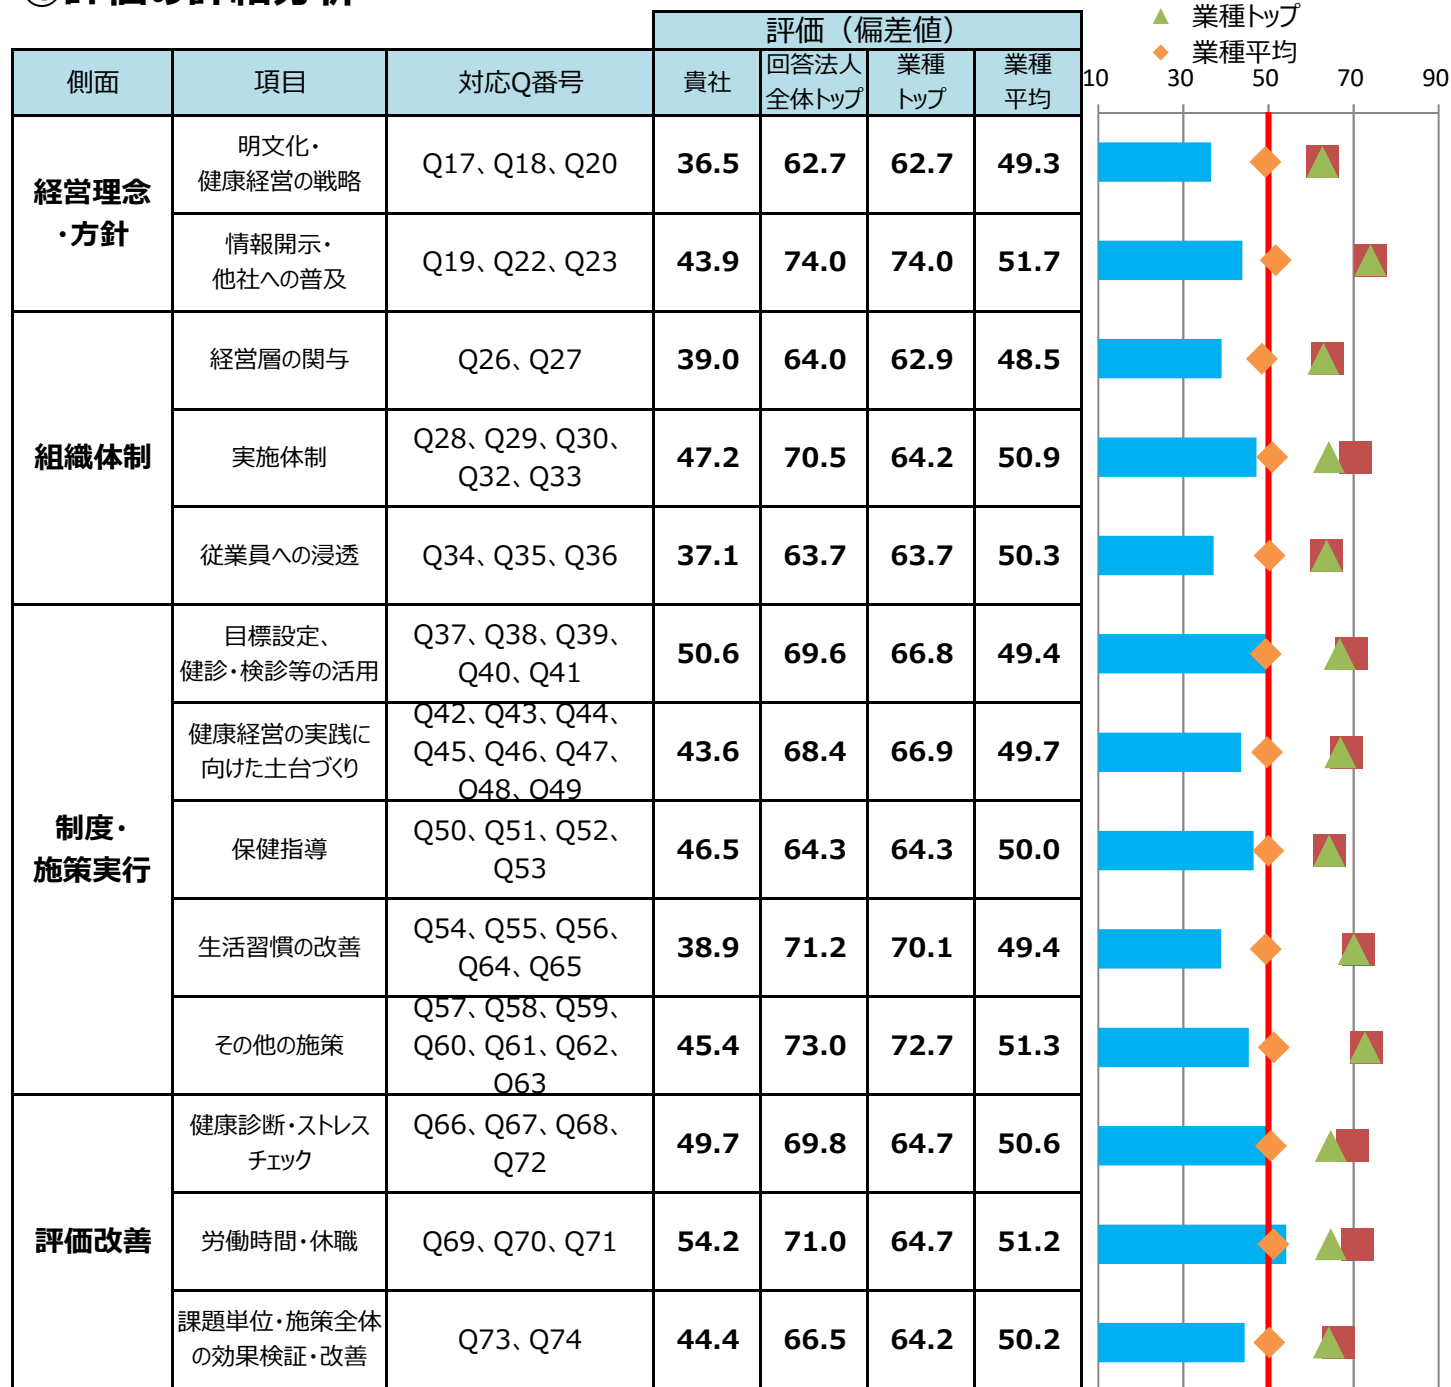 評価（偏差値）
側面 項目 対応Q番号 貴社 回答法人 業種 業種
全体トップ トップ 平均
▲ 業種トップ
◆ 業種平均
10 30 50 70 90
経営理念
・方針
明文化・
健康経営の戦略
Q17、Q18、Q20
36.5 62.7 62.7 49.3
情報開示・
他社への普及
Q19、Q22、Q23
43.9 74.0 74.0 51.7
組織体制
経営層の関与
Q26、Q27
39.0 64.0 62.9 48.5
実施体制
Q28、Q29、Q30、
Q32、Q33
47.2 70.5 64.2 50.9
従業員への浸透
Q34、Q35、Q36
37.1 63.7 63.7 50.3
制度・
施策実行
目標設定、
健診・検診等の活用
Q37、Q38、Q39、
Q40、Q41
50.6 69.6 66.8 49.4
健康経営の実践に
向けた土台づくり
Q42、Q43、Q44、
Q45、Q46、Q47、
Q48、Q49
43.6 68.4 66.9 49.7
保健指導
Q50、Q51、Q52、
Q53
46.5 64.3 64.3 50.0
生活習慣の改善
Q54、Q55、Q56、
Q64、Q65
38.9 71.2 70.1 49.4
その他の施策
Q57、Q58、Q59、
Q60、Q61、Q62、
Q63
45.4 73.0 72.7 51.3
評価改善
健康診断・ストレス
チェック
Q66、Q67、Q68、
Q72
49.7 69.8 64.7 50.6
労働時間・休職
Q69、Q70、Q71
54.2 71.0 64.7 51.2
課題単位・施策全体
の効果検証・改善
Q73、Q74
44.4 66.5 64.2 50.2